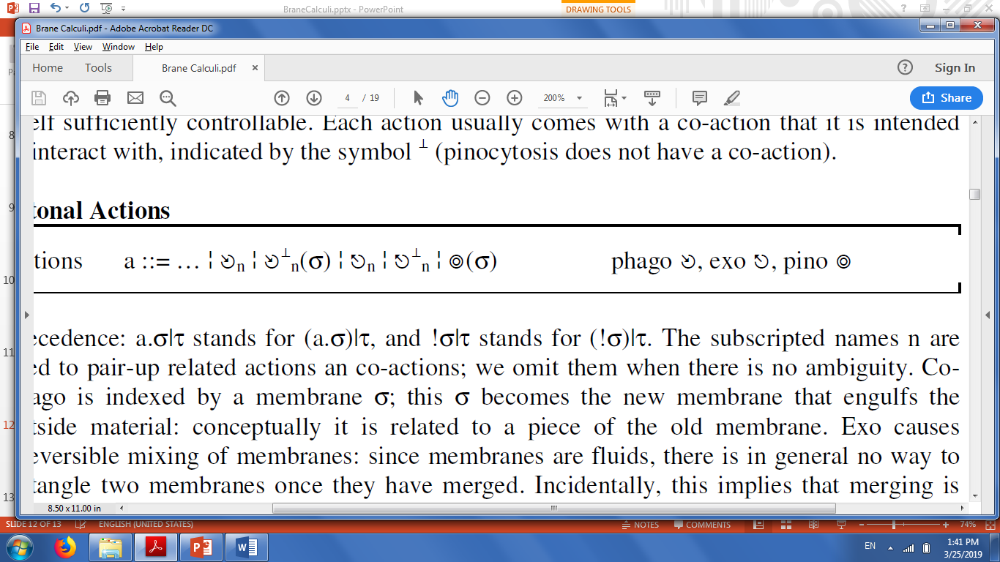 BraneCalculi.pptx - PowerPoint
DRAWING TOOLS
Brane Calculi.pdf - Adobe Acrobat Reader DC
File Edit View Window Help
Home Tools Brane Calculi.pdf × Sign In
4 / 19 200% Share
elf sufficiently controllable. Each action usually comes with a co-action that it is intended
interact with, indicated by the symbol ⊥ (pinocytosis does not have a co-action).
tonal Actions
tions a ::= … ¦ ⎋n ¦ ⎋⊥n(σ) ¦ ⎋n ¦ ⎋⊥n ¦ ⊚(σ) phago ⎋, exo ⎋, pino ⊚
ecedence: a.σ|τ stands for (a.σ)|τ, and !σ|τ stands for (!σ)|τ. The subscripted names n are
ed to pair-up related actions an co-actions; we omit them when there is no ambiguity. Co-
ago is indexed by a membrane σ; this σ becomes the new membrane that engulfs the
tside material: conceptually it is related to a piece of the old membrane. Exo causes
eversible mixing of membranes: since membranes are fluids, there is in general no way to
tangle two membranes once they have merged. Incidentally, this implies that merging is
8
9
10
11
12
13
8.50 x 11.00 in
SLIDE 12 OF 13 ENGLISH (UNITED STATES) NOTES COMMENTS 74%
EN 1:41 PM
3/25/2019